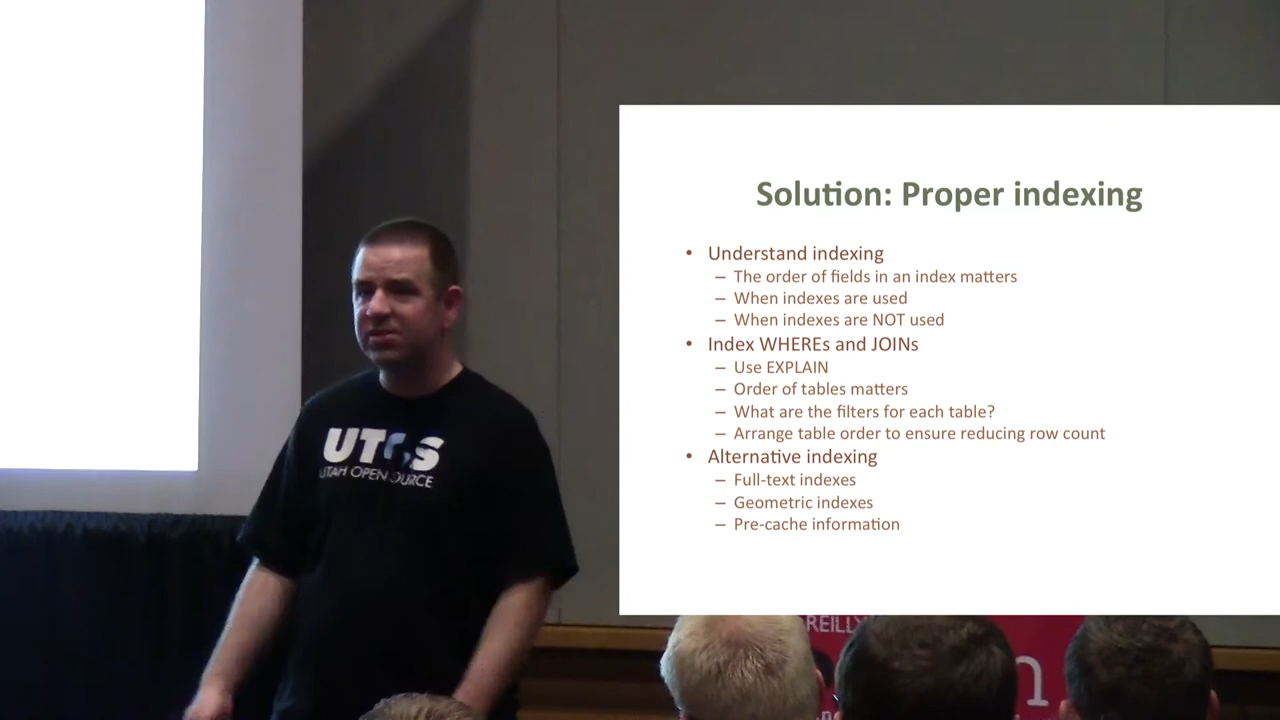 Solution: Proper indexing
• Understand indexing
– The order of fields in an index matters
– When indexes are used
– When indexes are NOT used
• Index WHEREs and JOINs
– Use EXPLAIN
– Order of tables matters
– What are the filters for each table?
– Arrange table order to ensure reducing row count
• Alternative indexing
– Full-text indexes
– Geometric indexes
– Pre-cache information
UTOS
UTAH OPEN SOURCE
REILLY
n